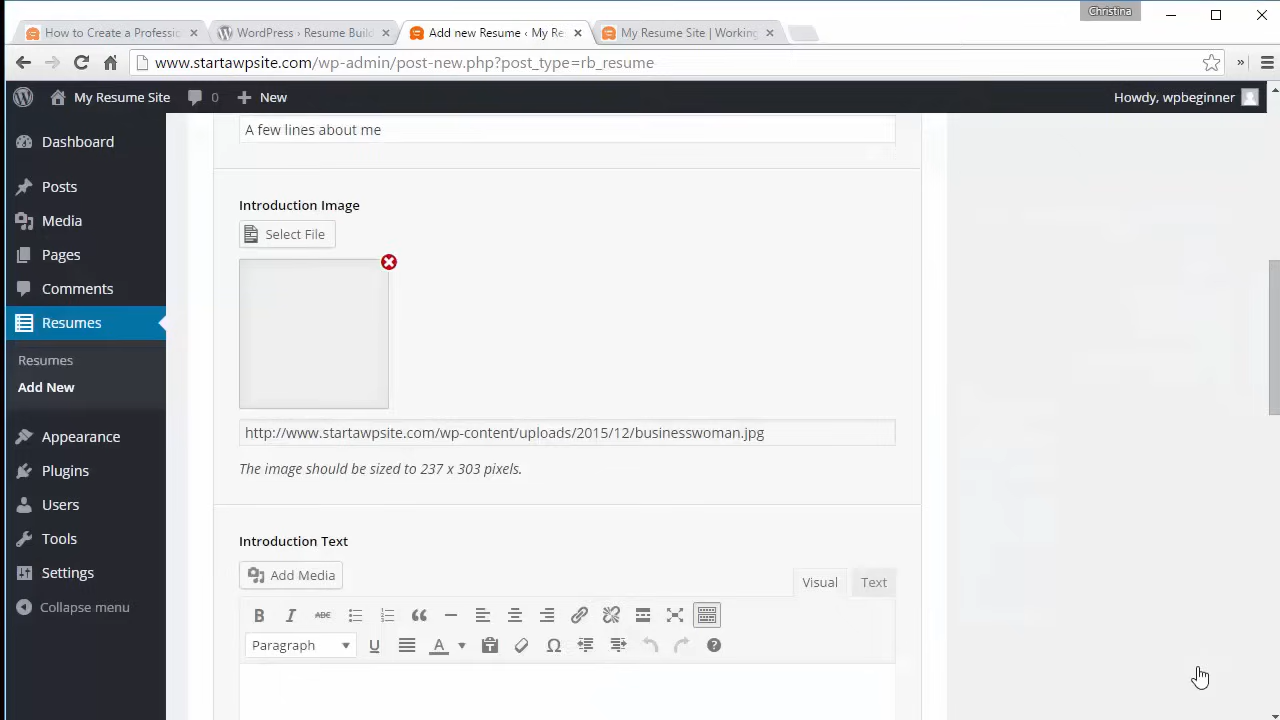 Christina
How to Create a Professic
WordPress › Resume Build
Add new Resume ‹ My Re
My Resume Site | Working
www.startawpsite.com/wp-admin/post-new.php?post_type=rb_resume
My Resume Site
0
New
Howdy, wpbeginner
Dashboard
Posts
Media
Pages
Comments
Resumes
Resumes
Add New
Appearance
Plugins
Users
Tools
Settings
Collapse menu
A few lines about me
Introduction Image
Select File
http://www.startawpsite.com/wp-content/uploads/2015/12/businesswoman.jpg
The image should be sized to 237 x 303 pixels.
Introduction Text
Add Media
Visual
Text
B I ABC
Paragraph U A